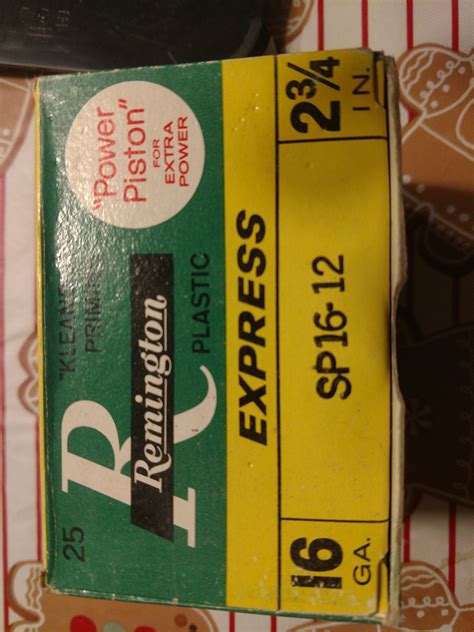 25 "KLEANBORE"
PRIMING
"Power
Piston"
FOR
EXTRA
POWER
R
Remington
PLASTIC
EXPRESS
16
GA.
SP16-12
2¾
IN.